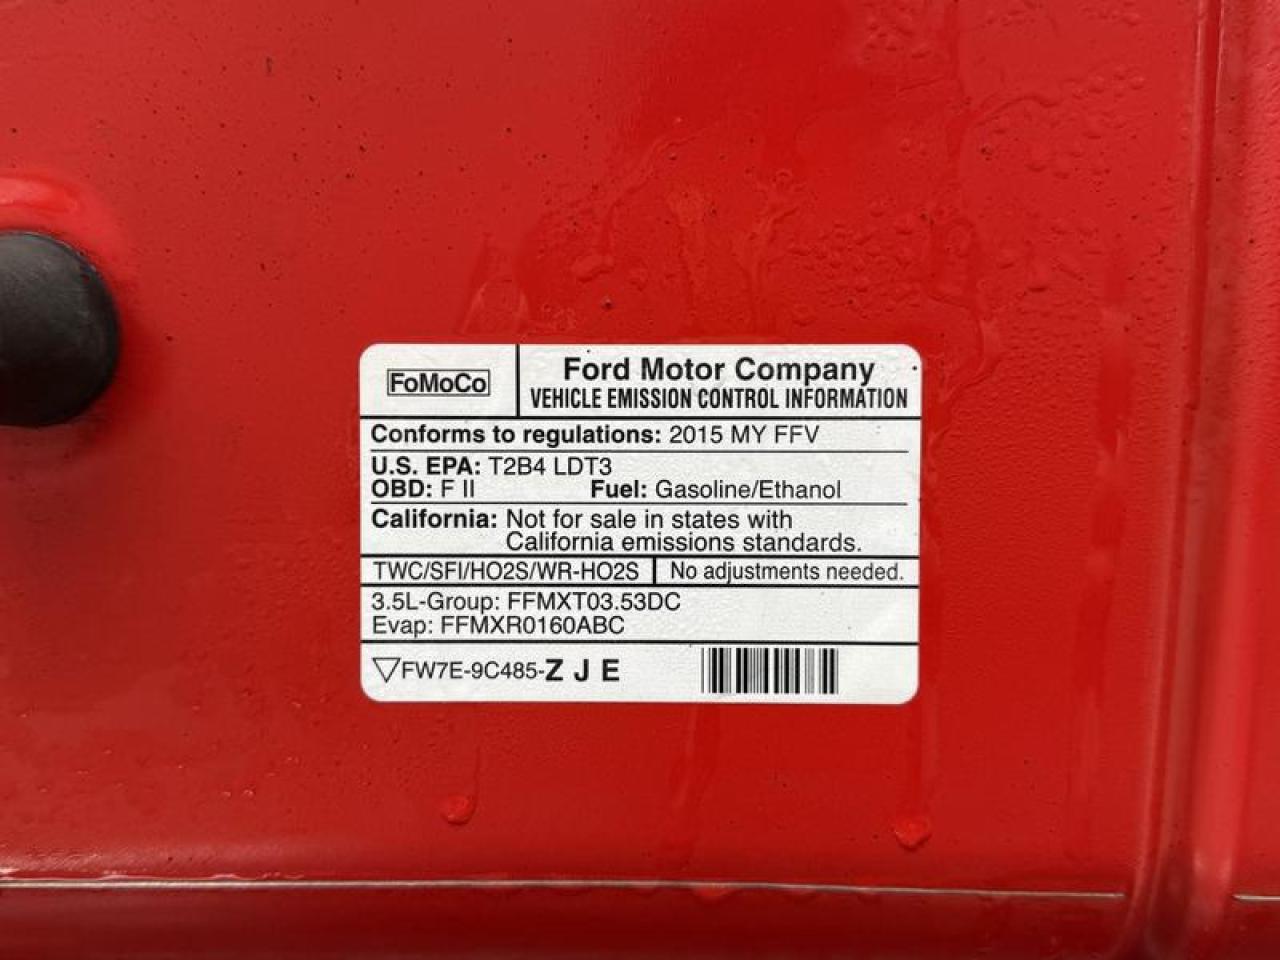 FoMoCo
Ford Motor Company
VEHICLE EMISSION CONTROL INFORMATION
Conforms to regulations: 2015 MY FFV
U.S. EPA: T2B4 LDT3
OBD: F II Fuel: Gasoline/Ethanol
California: Not for sale in states with
California emissions standards.
TWC/SFI/HO2S/WR-HO2S No adjustments needed.
3.5L-Group: FFMXT03.53DC
Evap: FFMXR0160ABC
▽FW7E-9C485-Z J E